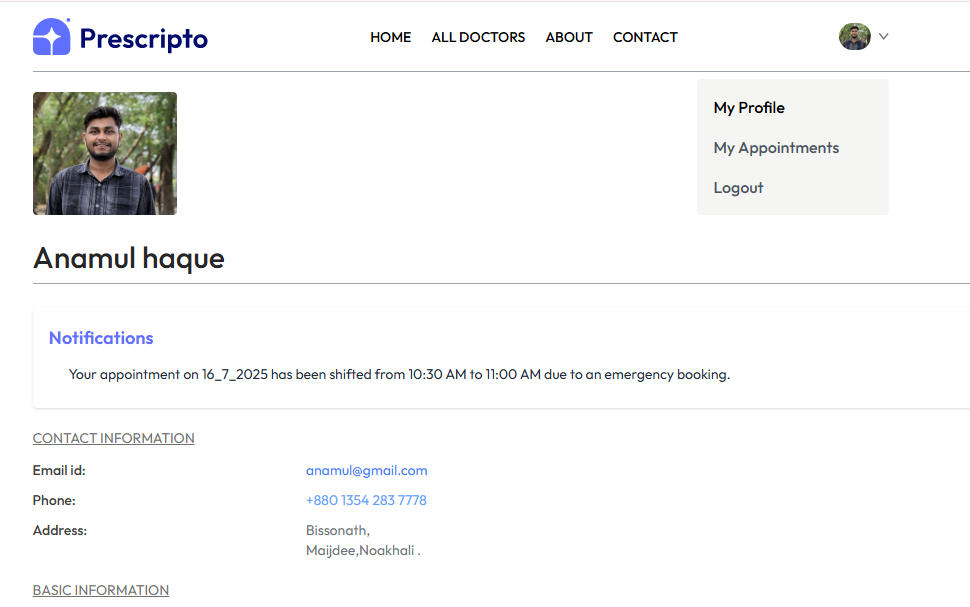 Prescripto
HOME ALL DOCTORS ABOUT CONTACT
My Profile
My Appointments
Logout
Anamul haque
Notifications
Your appointment on 16_7_2025 has been shifted from 10:30 AM to 11:00 AM due to an emergency booking.
CONTACT INFORMATION
Email id: anamul@gmail.com
Phone: +880 1354 283 7778
Address: Bissonath,
Maijdee,Noakhali .
BASIC INFORMATION